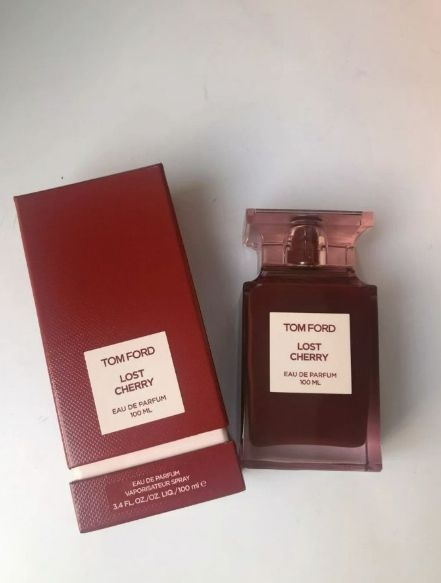 TOM FORD
LOST
CHERRY
EAU DE PARFUM
100 ML
EAU DE PARFUM
VAPORISATEUR SPRAY
3.4 FL. OZ./OZ. LIQ./100 ml ℮
TOM FORD
LOST
CHERRY
EAU DE PARFUM
100 ML